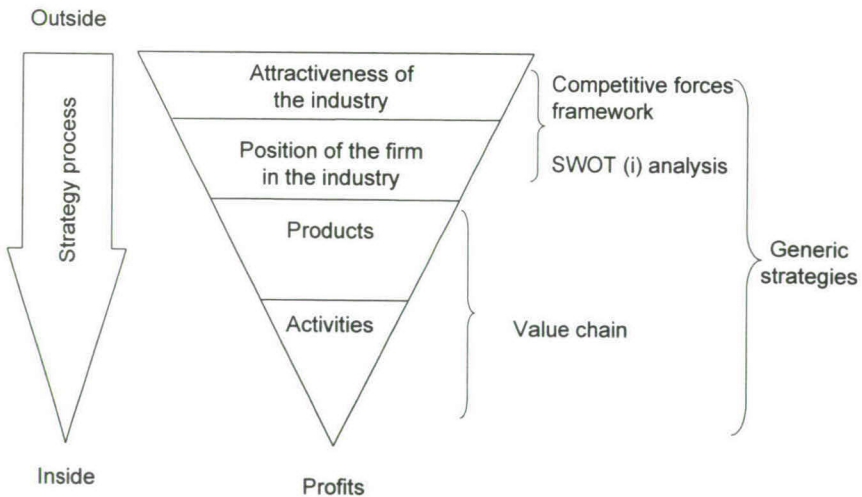 Outside
Strategy process
Inside
Attractiveness of
the industry
Position of the firm
in the industry
Products
Activities
Profits
Competitive forces
framework
SWOT (i) analysis
Value chain
Generic
strategies